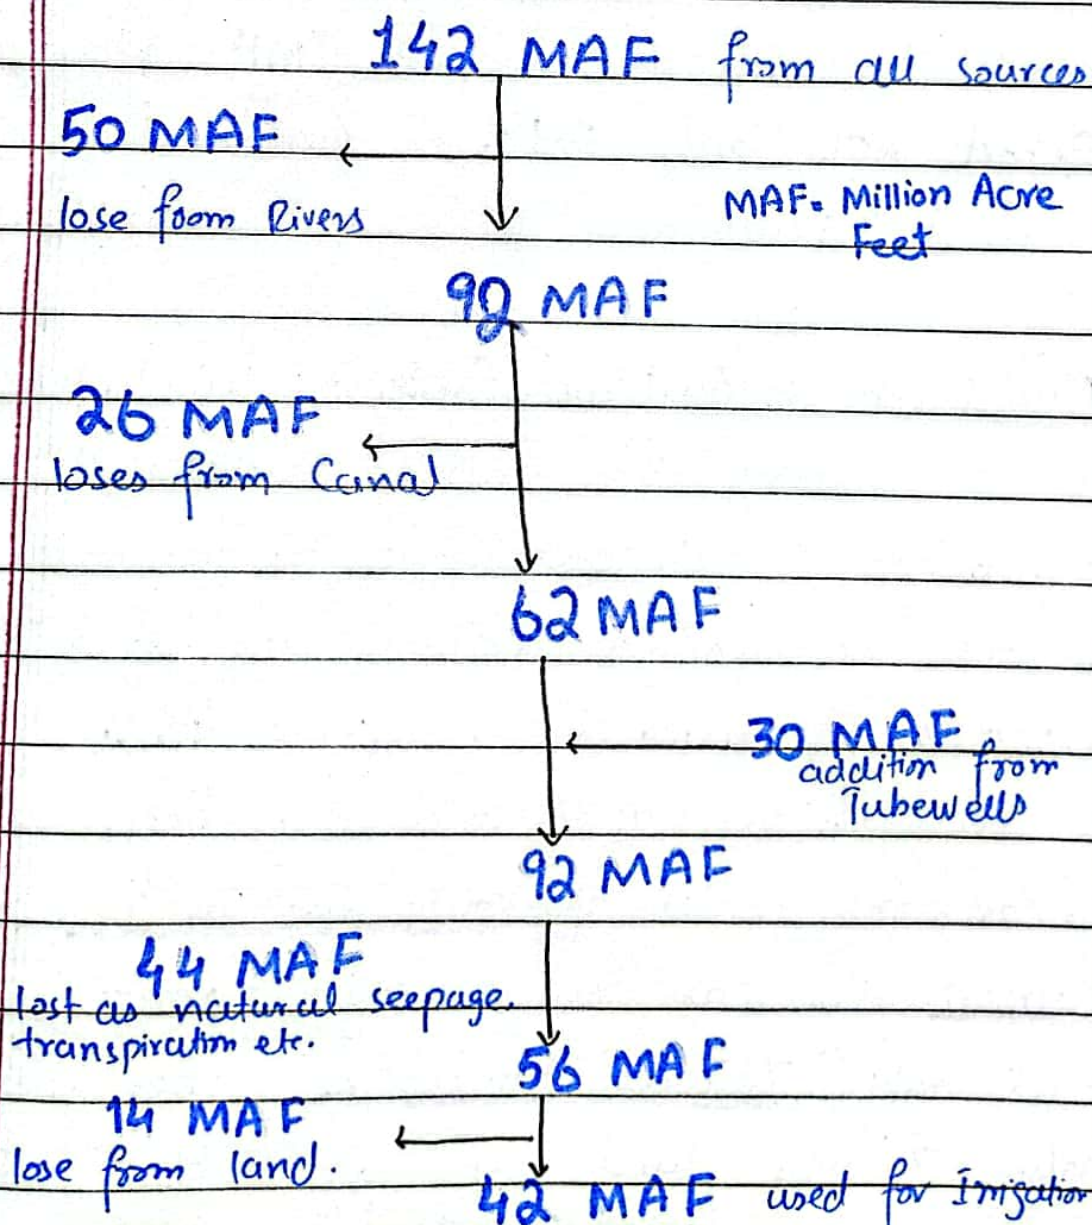 142 MAF from all sources
50 MAF
lose from Rivers
MAF. Million Acre
Feet
92 MAF
26 MAF
loses from Canal
62 MAF
30 MAF
addition from
Tubewells
92 MAF
44 MAF
lost as natural seepage.
transpiration etc.
56 MAF
14 MAF
lose from land.
42 MAF used for Irrigation